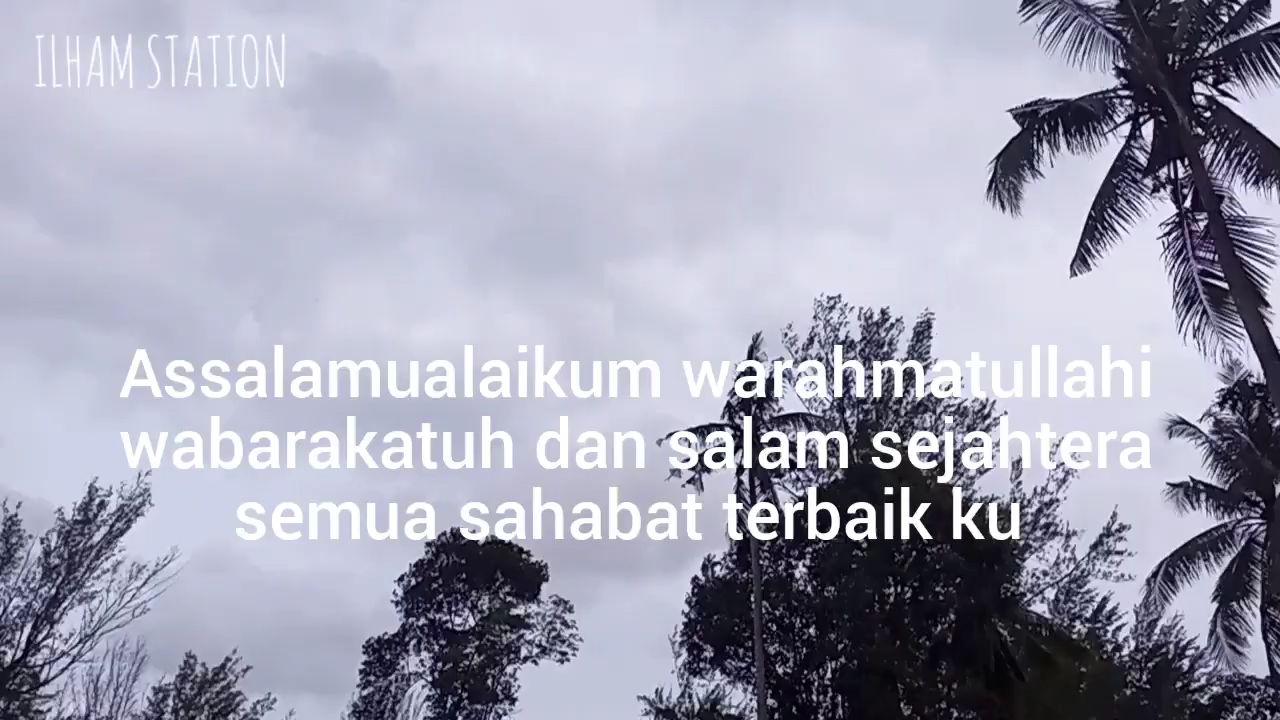 ILHAM STATION
Assalamualaikum warahmatullahi
wabarakatuh dan salam sejahtera
semua sahabat terbaik ku